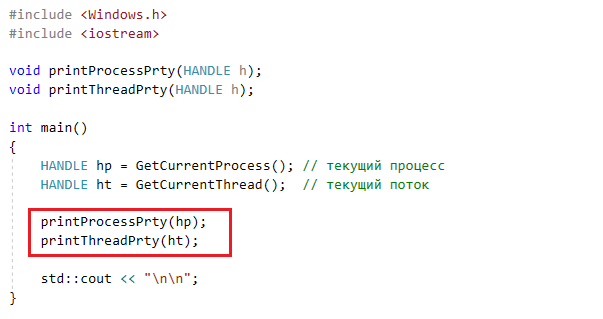 #include <Windows.h>
#include <iostream>
void printProcessPrty(HANDLE h);
void printThreadPrty(HANDLE h);
int main()
{
HANDLE hp = GetCurrentProcess(); // текущий процесс
HANDLE ht = GetCurrentThread();  // текущий поток
printProcessPrty(hp);
printThreadPrty(ht);
std::cout << "\n\n";
}